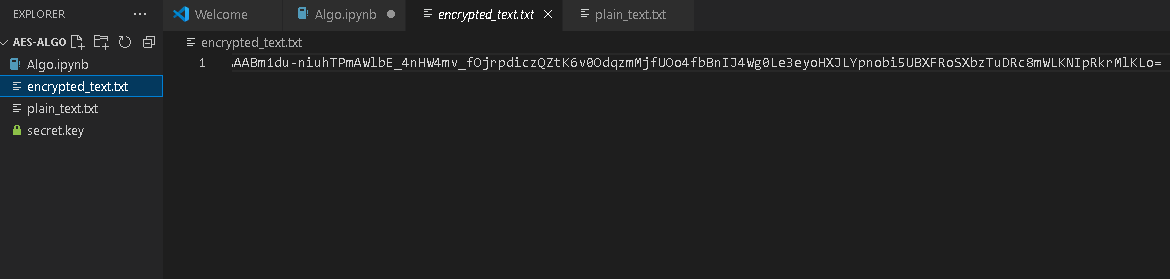 EXPLORER ···
Welcome Algo.ipynb encrypted_text.txt plain_text.txt
AES-ALGO
encrypted_text.txt
1 AABm1du-niuhTPmAWlbE_4nHW4mv_fOjrpdiczQZtK6v0OdqzmMjfUOo4fbBnIJ4Wg0Le3eyoHXJLYpnobi5UBXFRoSXbzTuDRc8mWLKNIpRkrMlKLo=
Algo.ipynb
encrypted_text.txt
plain_text.txt
secret.key